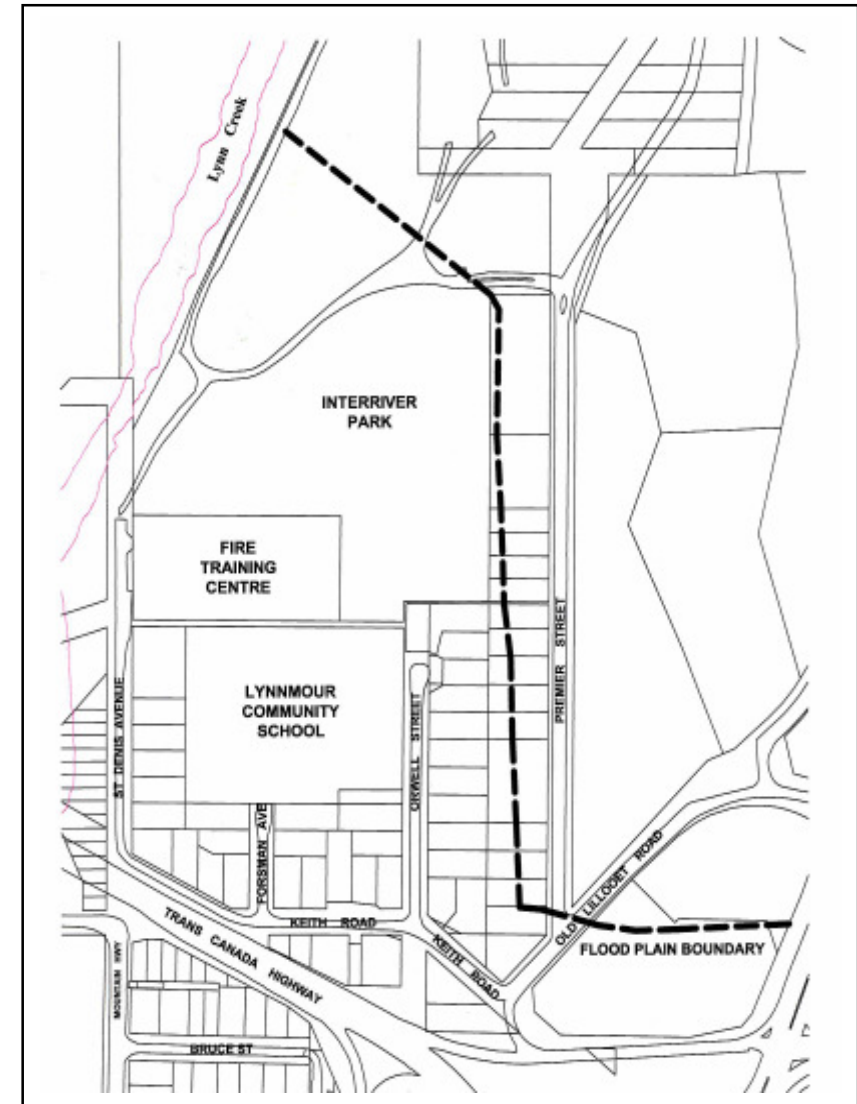 Lynn Creek
INTERRIVER
PARK
FIRE
TRAINING
CENTRE
LYNNMOUR
COMMUNITY
SCHOOL
ST DENIS AVENUE
ORWELL STREET
PREMIER STREET
FORSMAN AVE
KEITH ROAD
KEITH ROAD
OLD LILLOOET ROAD
FLOOD PLAIN BOUNDARY
TRANS CANADA HIGHWAY
MOUNTAIN HWY
BRUCE ST